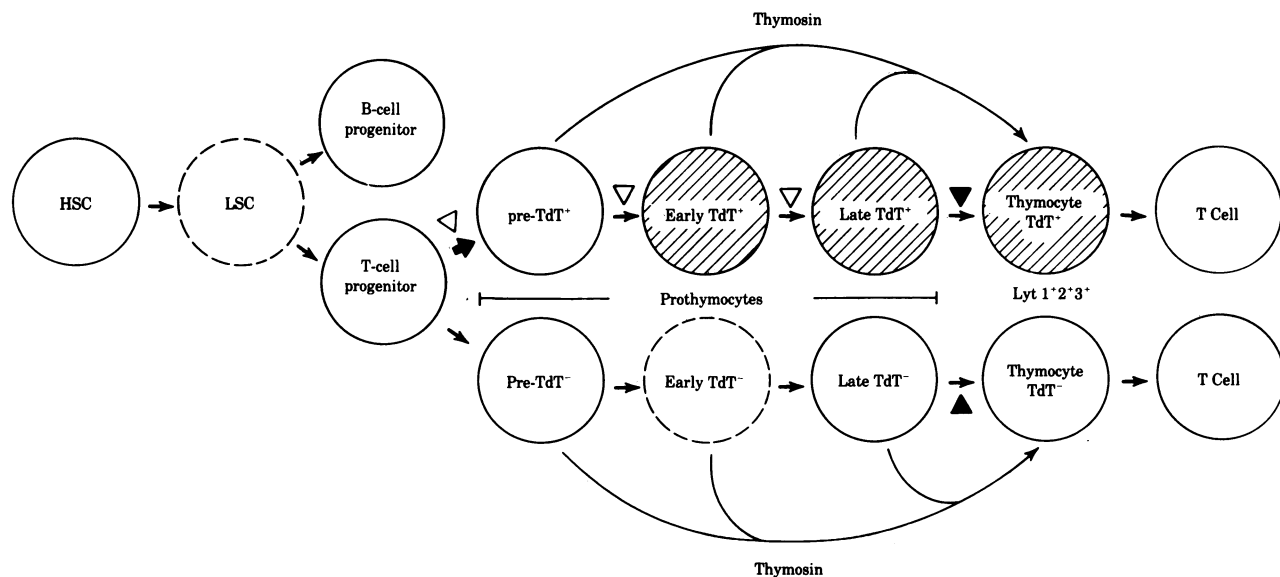 Thymosin
B-cell
progenitor
HSC
LSC
pre-TdT⁺
Early TdT⁺
Late TdT⁺
Thymocyte
TdT⁺
T Cell
T-cell
progenitor
Prothymocytes
Lyt 1⁺2⁺3⁺
Pre-TdT⁻
Early TdT⁻
Late TdT⁻
Thymocyte
TdT⁻
T Cell
Thymosin